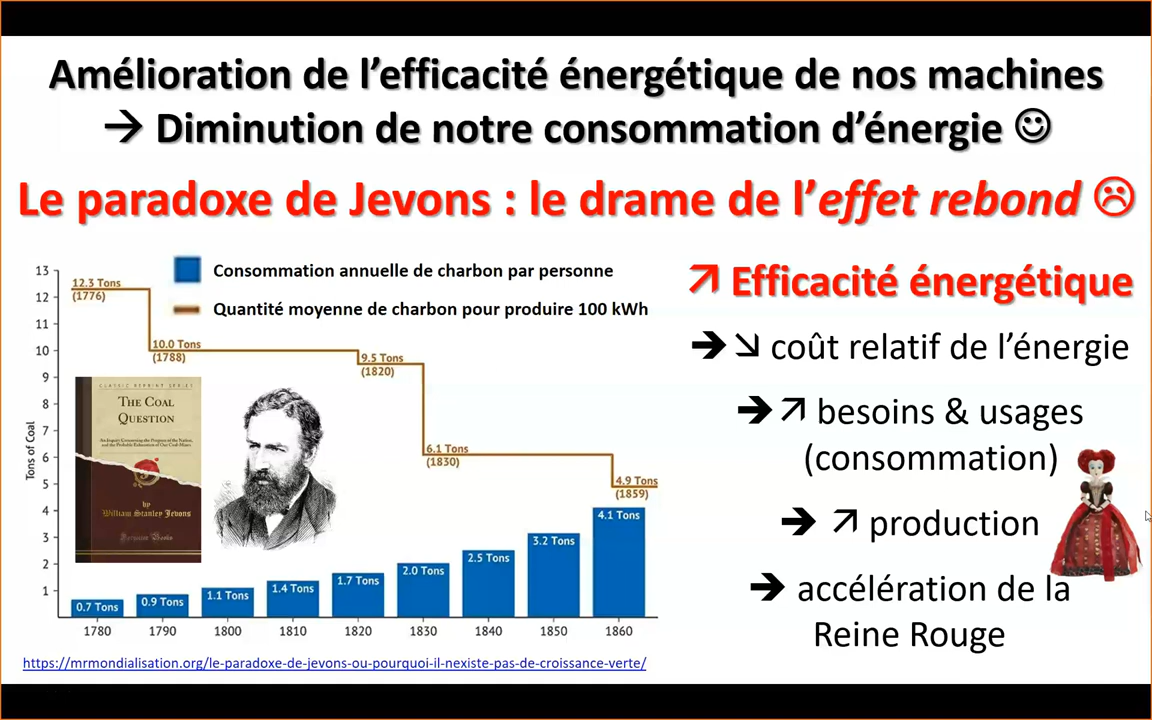 Amélioration de l’efficacité énergétique de nos machines
→ Diminution de notre consommation d’énergie ☺
Le paradoxe de Jevons : le drame de l’effet rebond ☹
Consommation annuelle de charbon par personne
Quantité moyenne de charbon pour produire 100 kWh
Tons of Coal
13
12
11
10
9
8
7
6
5
4
3
2
1
12.3 Tons
(1776)
10.0 Tons
(1788)
9.5 Tons
(1820)
6.1 Tons
(1830)
4.9 Tons
(1859)
CLASSIC REPRINT SERIES
THE COAL
QUESTION
by
William Stanley Jevons
0.7 Tons
0.9 Tons
1.1 Tons
1.4 Tons
1.7 Tons
2.0 Tons
2.5 Tons
3.2 Tons
4.1 Tons
1780 1790 1800 1810 1820 1830 1840 1850 1860
https://mrmondialisation.org/le-paradoxe-de-jevons-ou-pourquoi-il-nexiste-pas-de-croissance-verte/
↗ Efficacité énergétique
➔ ↘ coût relatif de l’énergie
➔ ↗ besoins & usages
(consommation)
➔ ↗ production
➔ accélération de la
Reine Rouge